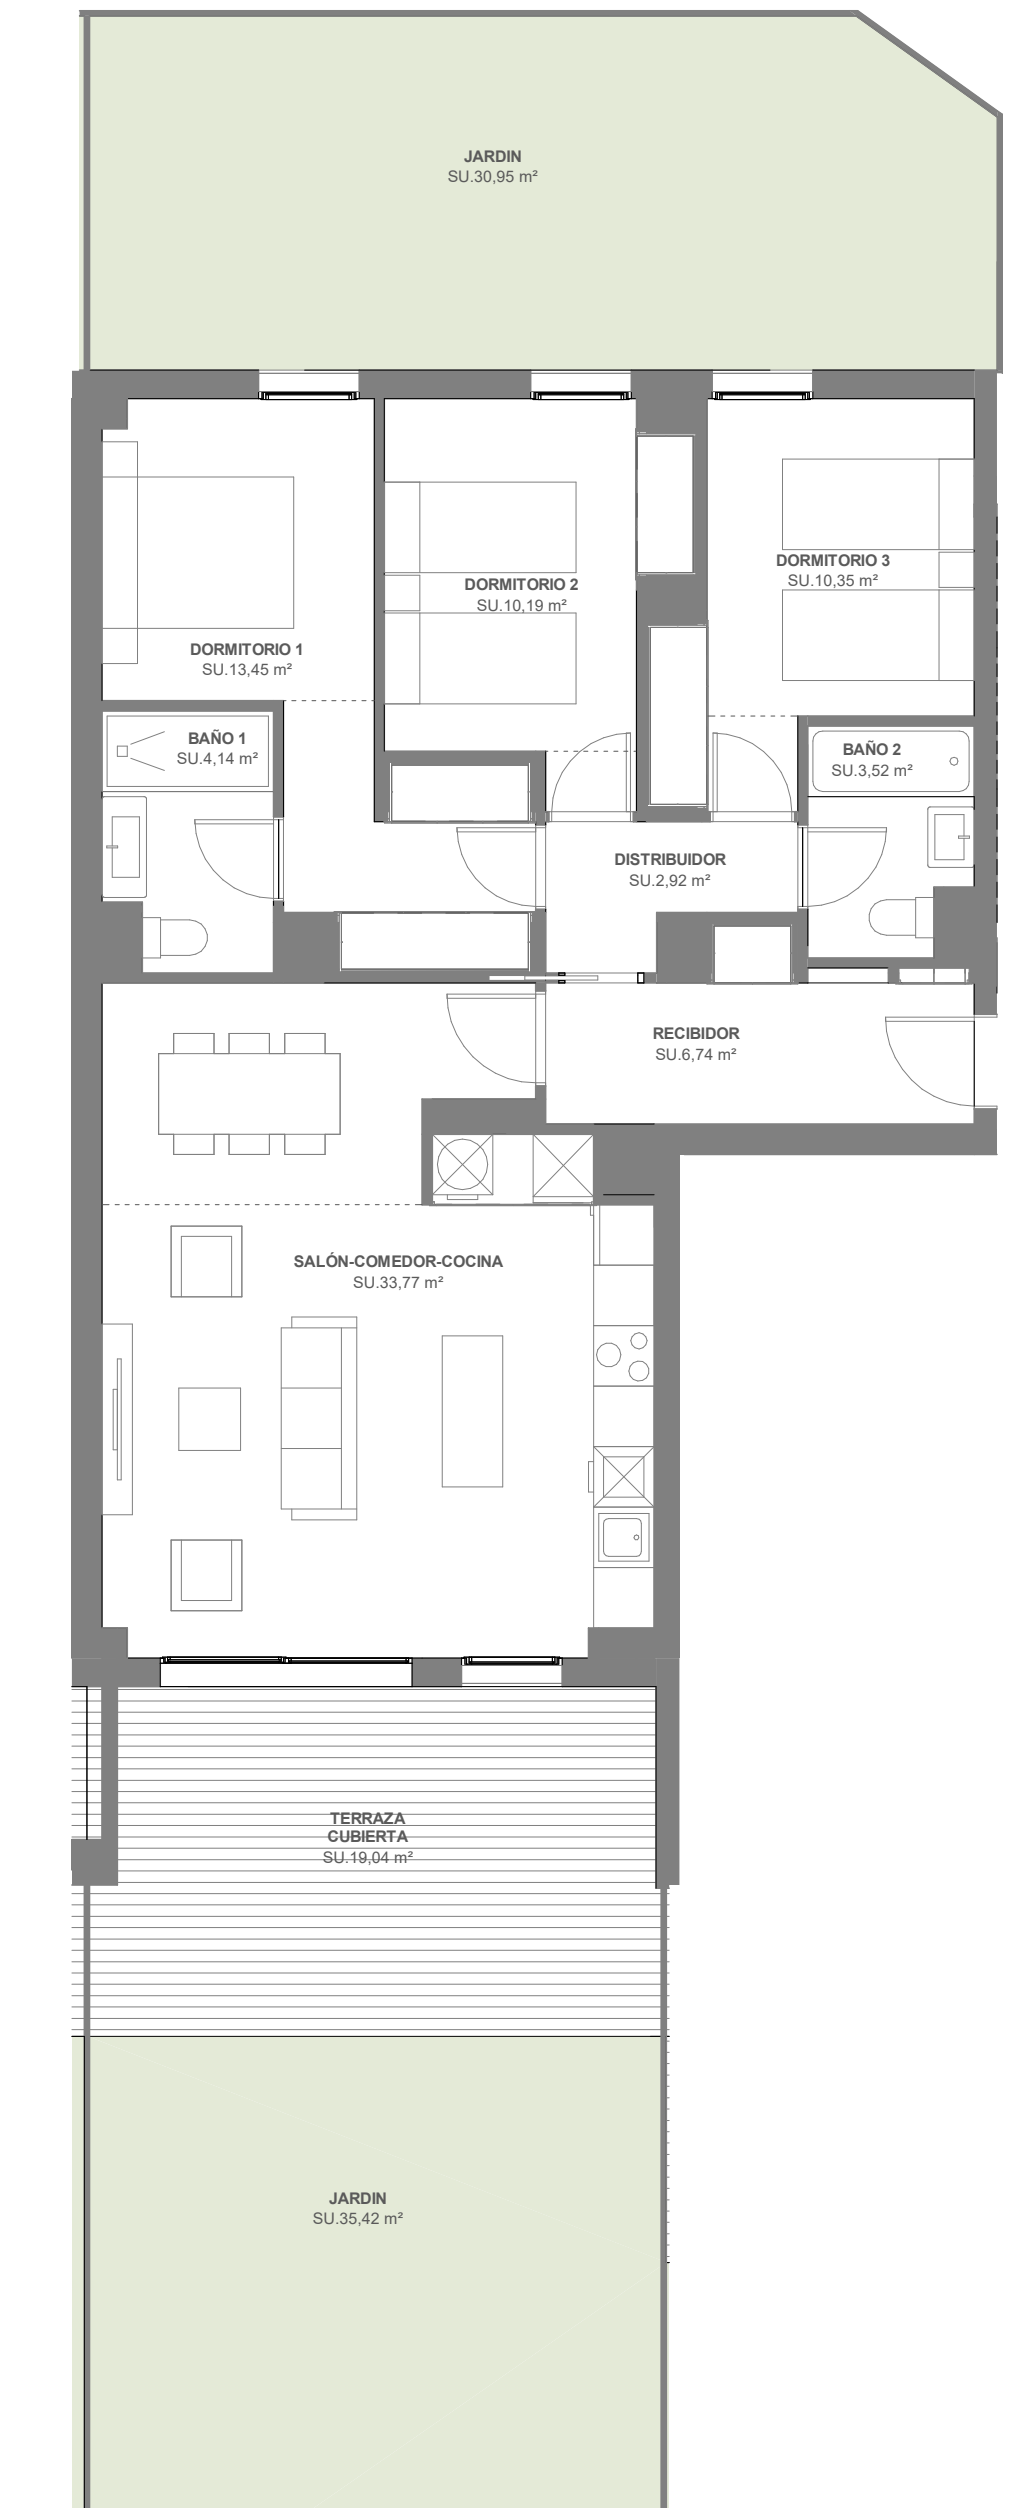 JARDIN
SU.30,95 m²
DORMITORIO 3
SU.10,35 m²
DORMITORIO 2
SU.10,19 m²
DORMITORIO 1
SU.13,45 m²
BAÑO 1
SU.4,14 m²
BAÑO 2
SU.3,52 m²
DISTRIBUIDOR
SU.2,92 m²
RECIBIDOR
SU.6,74 m²
SALÓN-COMEDOR-COCINA
SU.33,77 m²
TERRAZA
CUBIERTA
SU.19,04 m²
JARDIN
SU.35,42 m²